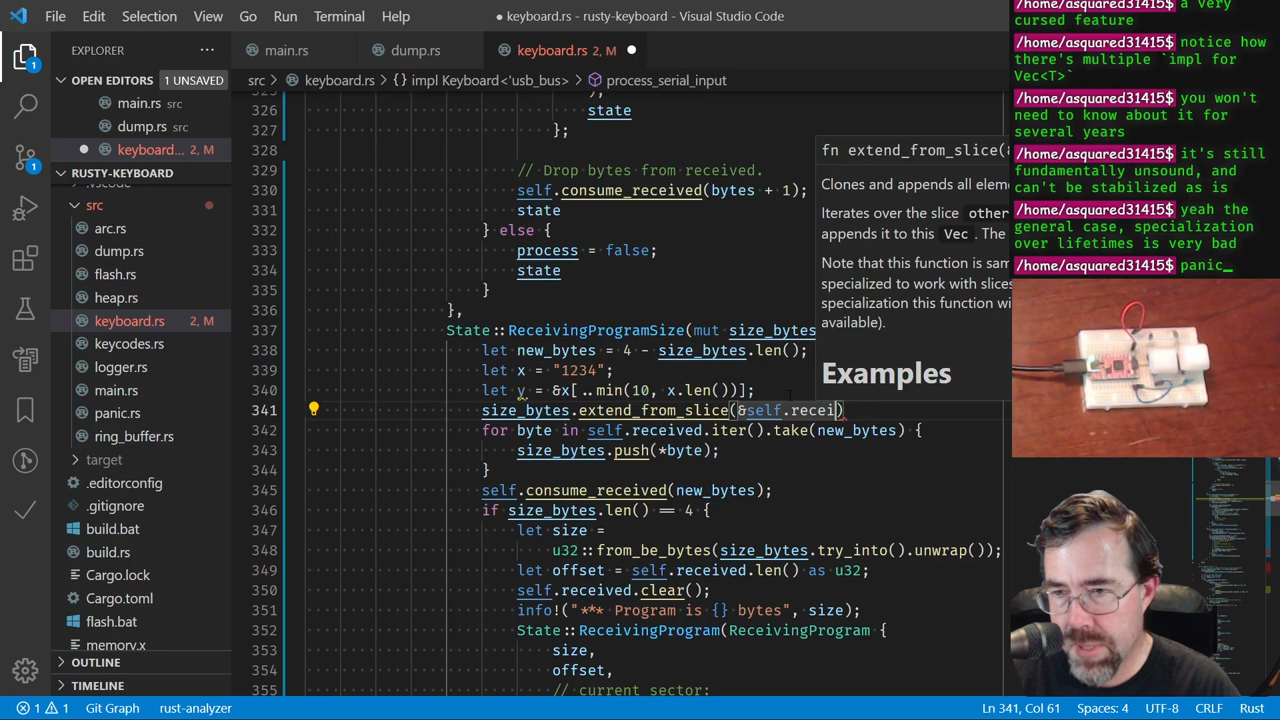 File Edit Selection View Go Run Terminal Help
● keyboard.rs - rusty-keyboard - Visual Studio Code
EXPLORER ···
main.rs
dump.rs
keyboard.rs 2, M ●
OPEN EDITORS 1 UNSAVED
main.rs src
dump.rs src
● keyboard... 2, M
RUSTY-KEYBOARD
src
arc.rs
dump.rs
flash.rs
heap.rs
keyboard.rs 2, M
keycodes.rs
logger.rs
main.rs
panic.rs
ring_buffer.rs
target
.editorconfig
.gitignore
build.bat
build.rs
Cargo.lock
Cargo.toml
flash.bat
memory.x
OUTLINE
TIMELINE
src > keyboard.rs > {} impl Keyboard<'usb_bus> > process_serial_input
326 state
327 };
328
329 // Drop bytes from received.
330 self.consume_received(bytes + 1);
331 state
332 } else {
333 process = false;
334 state
335 }
336 },
337 State::ReceivingProgramSize(mut size_bytes
338 let new_bytes = 4 - size_bytes.len();
339 let x = "1234";
340 let y = &x[..min(10, x.len())];
341 size_bytes.extend_from_slice(&self.recei)
342 for byte in self.received.iter().take(new_bytes) {
343 size_bytes.push(*byte);
344 }
345 self.consume_received(new_bytes);
346 if size_bytes.len() == 4 {
347 let size =
348 u32::from_be_bytes(size_bytes.try_into().unwrap());
349 let offset = self.received.len() as u32;
350 self.received.clear();
351 info!("*** Program is {} bytes", size);
352 State::ReceivingProgram(ReceivingProgram {
353 size,
354 offset,
355 // current sector:
fn extend_from_slice(&
Clones and appends all elem
Iterates over the slice other
appends it to this Vec. The
Note that this function is sam
specialized to work with slices
specialization this function wi
available).
Examples
/home/asquared31415$ a very
cursed feature
/home/asquared31415$ notice how
there's multiple `impl for
Vec<T>`
/home/asquared31415$ you won't
need to know about it for
several years
/home/asquared31415$ it's still
fundamentally unsound, and
can't be stabilized as is
/home/asquared31415$ yeah the
general case, specialization
over lifetimes is very bad
/home/asquared31415$ panic_
1 1 Git Graph rust-analyzer
Ln 341, Col 61 Spaces: 4 UTF-8 CRLF Rust